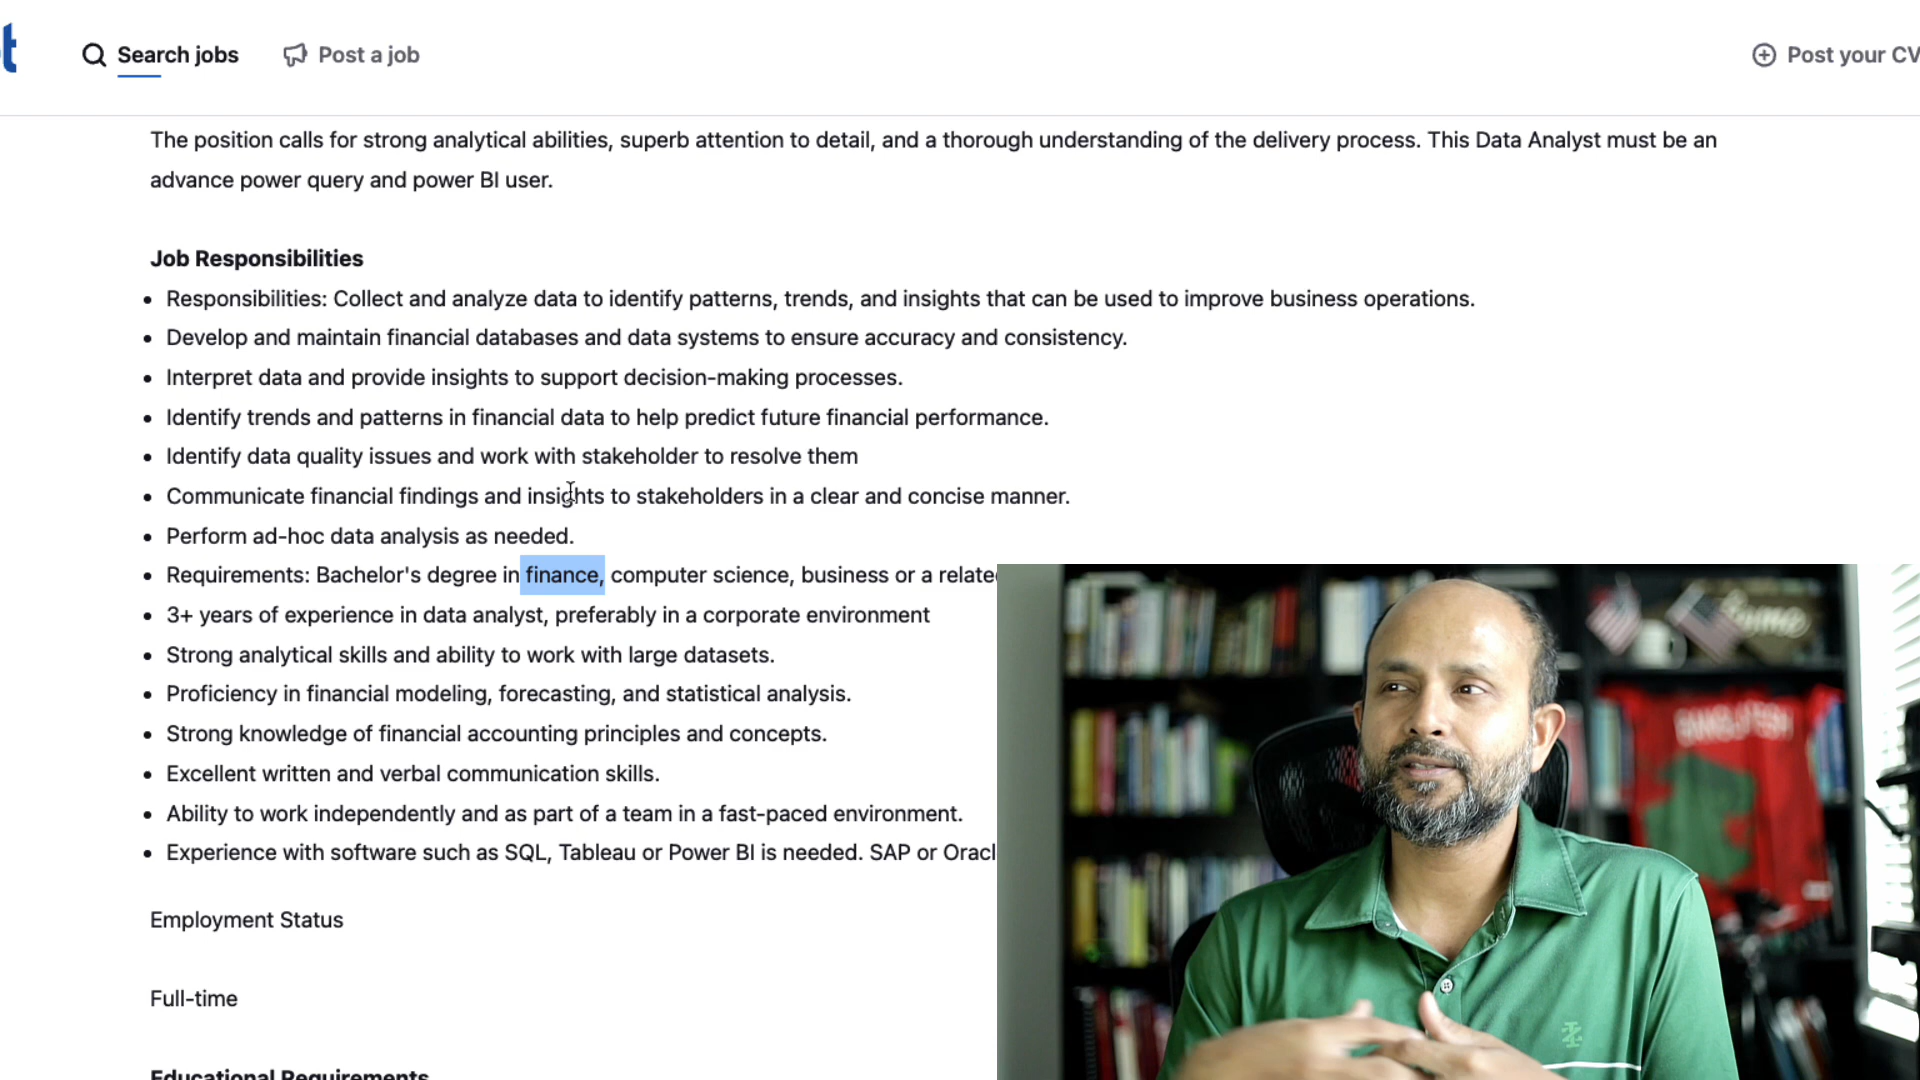 t
Search jobs
Post a job
Post your CV
The position calls for strong analytical abilities, superb attention to detail, and a thorough understanding of the delivery process. This Data Analyst must be an
advance power query and power BI user.
Job Responsibilities
• Responsibilities: Collect and analyze data to identify patterns, trends, and insights that can be used to improve business operations.
• Develop and maintain financial databases and data systems to ensure accuracy and consistency.
• Interpret data and provide insights to support decision-making processes.
• Identify trends and patterns in financial data to help predict future financial performance.
• Identify data quality issues and work with stakeholder to resolve them
• Communicate financial findings and insights to stakeholders in a clear and concise manner.
• Perform ad-hoc data analysis as needed.
• Requirements: Bachelor's degree in finance, computer science, business or a relate
• 3+ years of experience in data analyst, preferably in a corporate environment
• Strong analytical skills and ability to work with large datasets.
• Proficiency in financial modeling, forecasting, and statistical analysis.
• Strong knowledge of financial accounting principles and concepts.
• Excellent written and verbal communication skills.
• Ability to work independently and as part of a team in a fast-paced environment.
• Experience with software such as SQL, Tableau or Power BI is needed. SAP or Oracl
Employment Status
Full-time
Educational Requirements
BANGLADESH